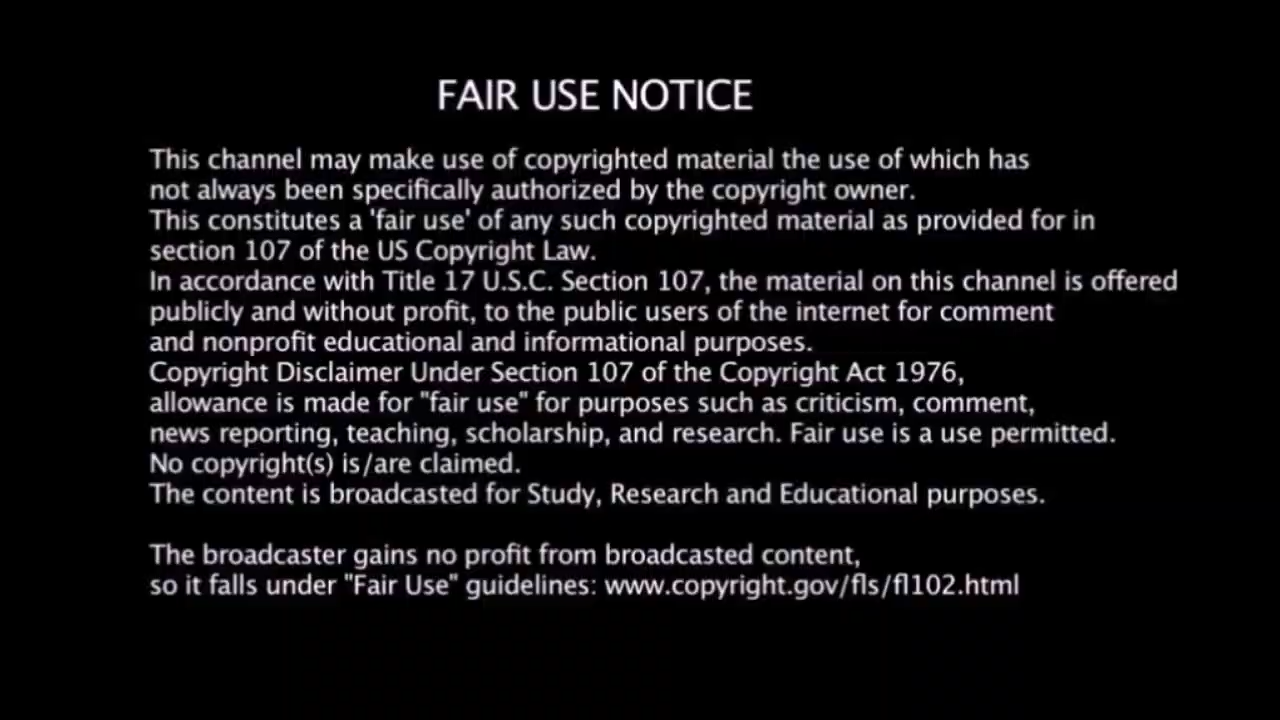 FAIR USE NOTICE
This channel may make use of copyrighted material the use of which has
not always been specifically authorized by the copyright owner.
This constitutes a 'fair use' of any such copyrighted material as provided for in
section 107 of the US Copyright Law.
In accordance with Title 17 U.S.C. Section 107, the material on this channel is offered
publicly and without profit, to the public users of the internet for comment
and nonprofit educational and informational purposes.
Copyright Disclaimer Under Section 107 of the Copyright Act 1976,
allowance is made for "fair use" for purposes such as criticism, comment,
news reporting, teaching, scholarship, and research. Fair use is a use permitted.
No copyright(s) is/are claimed.
The content is broadcasted for Study, Research and Educational purposes.
The broadcaster gains no profit from broadcasted content,
so it falls under "Fair Use" guidelines: www.copyright.gov/fls/fl102.html